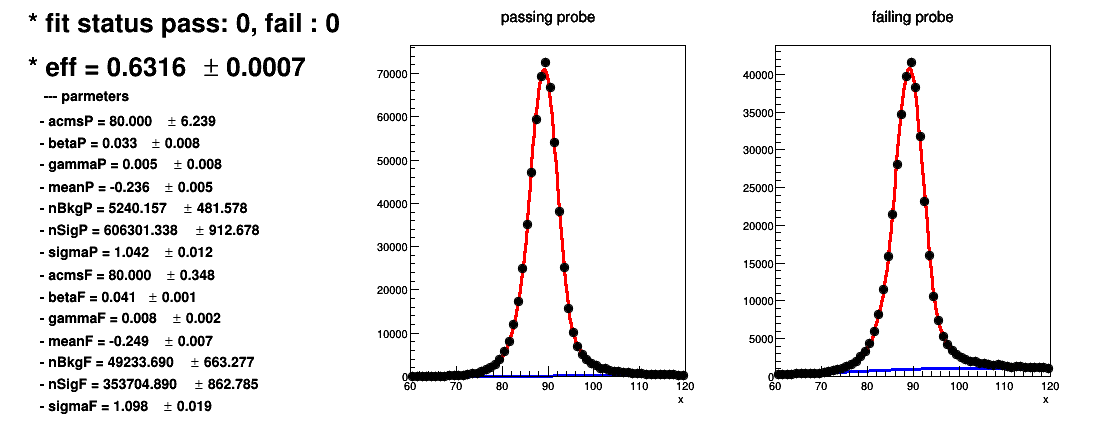 * fit status pass: 0, fail : 0
* eff = 0.6316 ± 0.0007
--- parmeters
- acmsP = 80.000 ± 6.239
- betaP = 0.033 ± 0.008
- gammaP = 0.005 ± 0.008
- meanP = -0.236 ± 0.005
- nBkgP = 5240.157 ± 481.578
- nSigP = 606301.338 ± 912.678
- sigmaP = 1.042 ± 0.012
- acmsF = 80.000 ± 0.348
- betaF = 0.041 ± 0.001
- gammaF = 0.008 ± 0.002
- meanF = -0.249 ± 0.007
- nBkgF = 49233.690 ± 663.277
- nSigF = 353704.890 ± 862.785
- sigmaF = 1.098 ± 0.019
passing probe
70000
60000
50000
40000
30000
20000
10000
0
60 70 80 90 100 120
x
failing probe
40000
35000
30000
25000
20000
15000
10000
5000
0
60 70 80 90 100 110 120
x